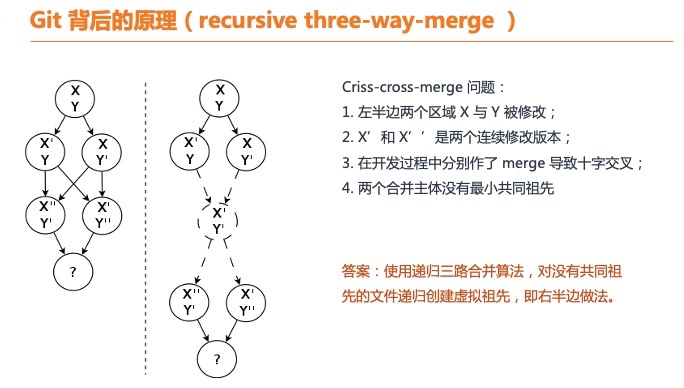 Git 背后的原理（recursive three-way-merge ）
X
Y
X'
Y
X
Y'
X''
Y'
X'
Y''
?
X
Y
X'
Y
X
Y'
X'
Y'
X''
Y'
X'
Y''
?
Criss-cross-merge 问题：
1. 左半边两个区域 X 与 Y 被修改；
2. X’和 X’’是两个连续修改版本；
3. 在开发过程中分别作了 merge 导致十字交叉；
4. 两个合并主体没有最小共同祖先
答案：使用递归三路合并算法，对没有共同祖
先的文件递归创建虚拟祖先，即右半边做法。